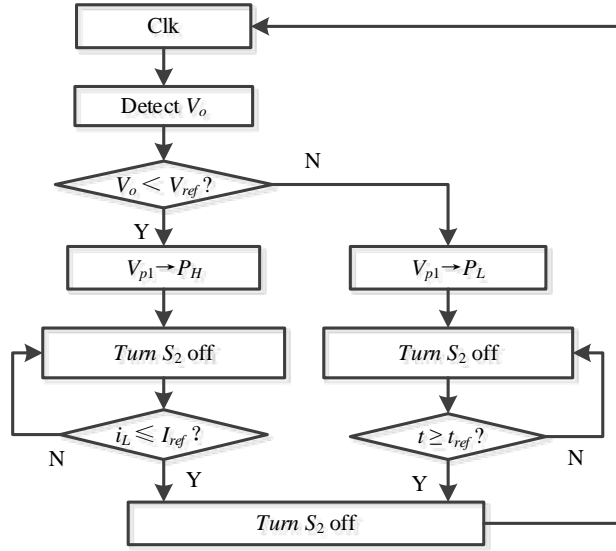 Clk
Detect Vo
Vo < Vref?
N
Y
Vp1→PH
Vp1→PL
Turn S2 off
Turn S2 off
iL ≤ Iref?
t ≥ tref?
N
N
Y
Y
Turn S2 off